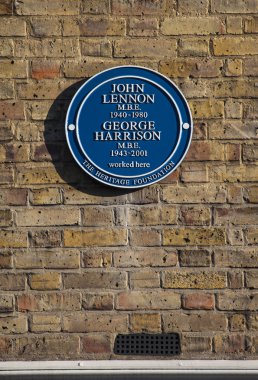 JOHN
LENNON
M.B.E.
1940-1980
GEORGE
HARRISON
M.B.E.
1943-2001
worked here
THE HERITAGE FOUNDATION